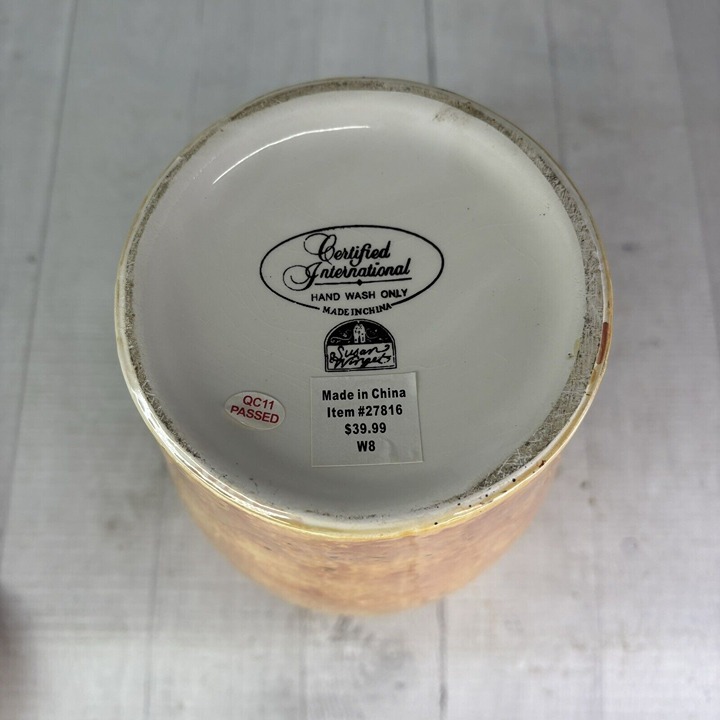 Certified
International
HAND WASH ONLY
MADE IN CHINA
Susan
Winget
QC11
PASSED
Made in China
Item #27816
$39.99
W8